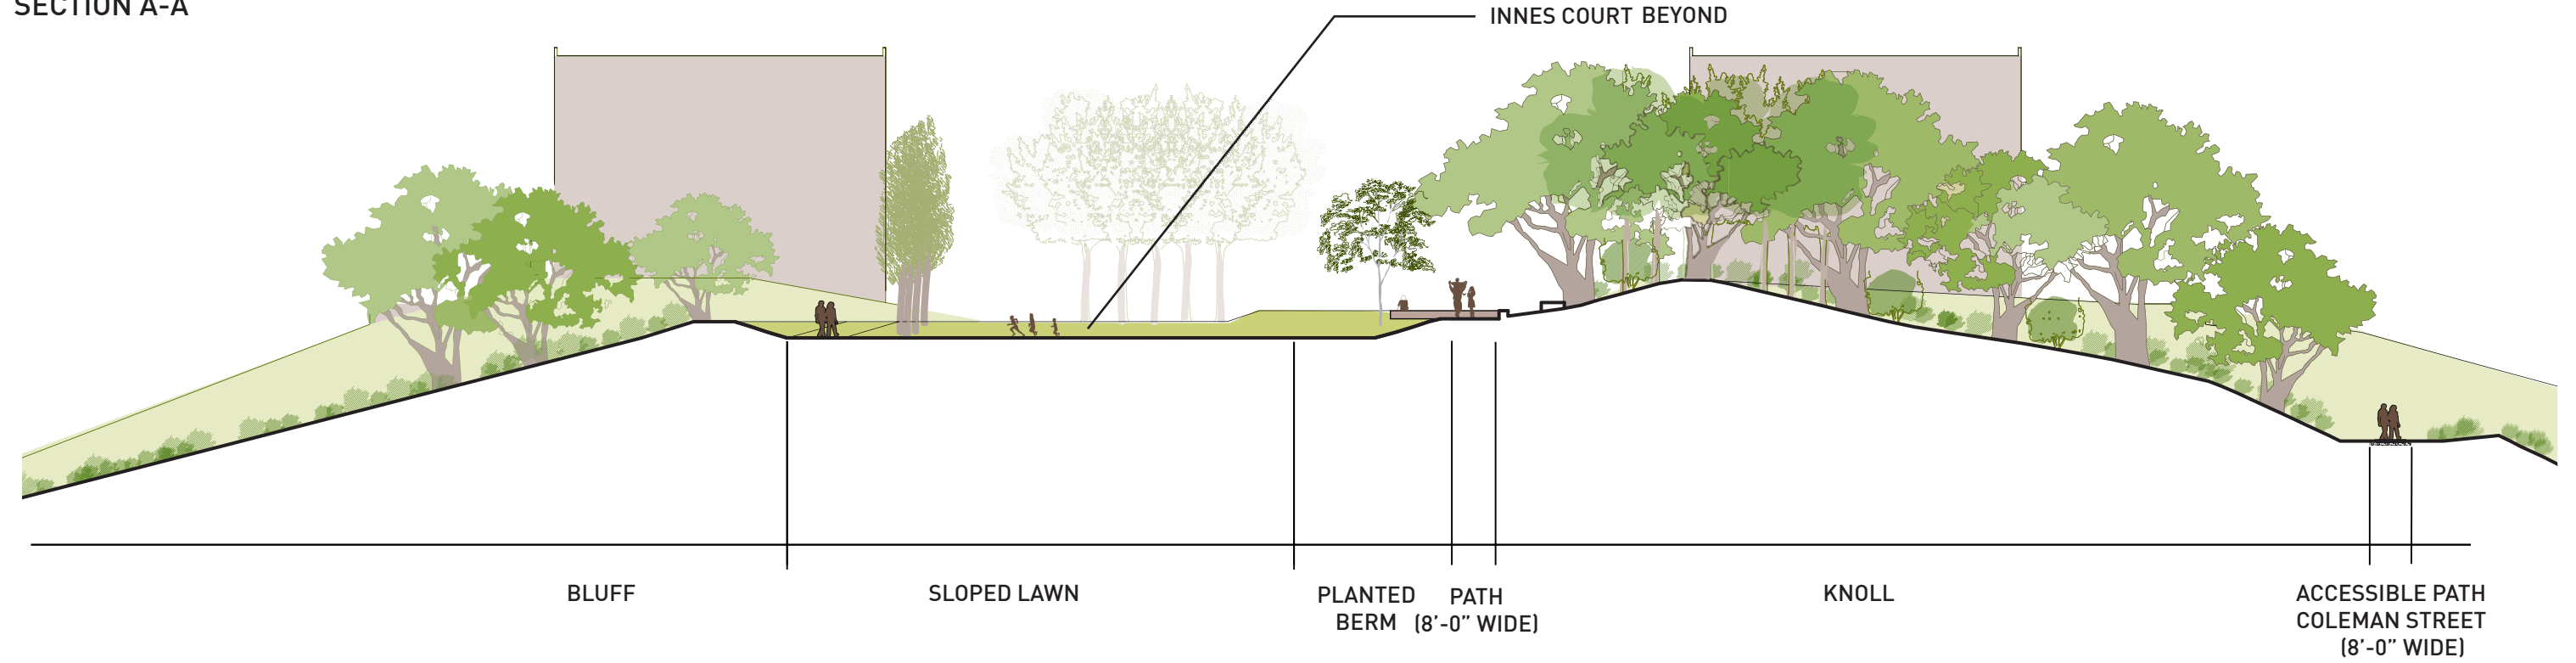 SECTION A-A
INNES COURT BEYOND
BLUFF
SLOPED LAWN
PLANTED
BERM
PATH
(8'-0” WIDE)
KNOLL
ACCESSIBLE PATH
COLEMAN STREET
(8'-0” WIDE)